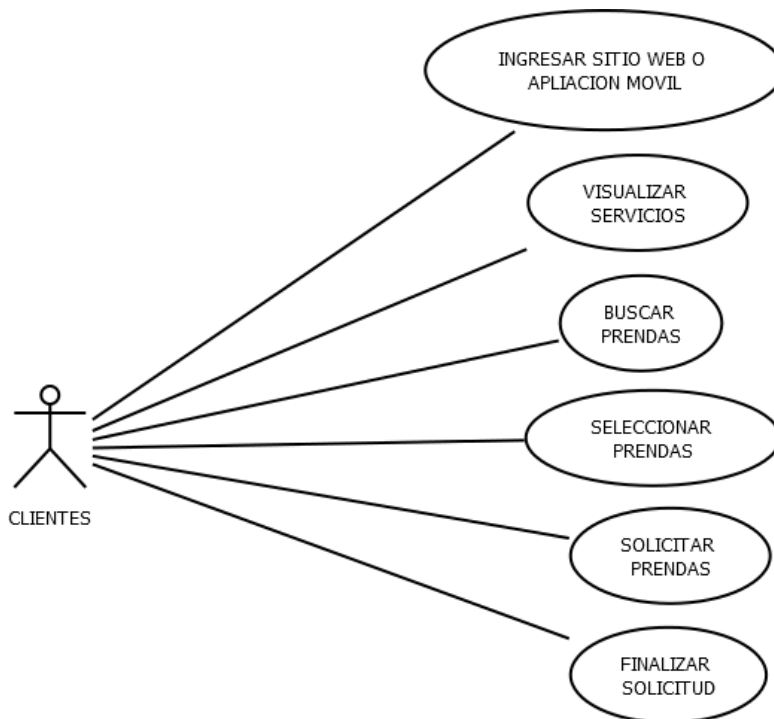 INGRESAR SITIO WEB O
APLIACION MOVIL
VISUALIZAR
SERVICIOS
BUSCAR
PRENDAS
SELECCIONAR
PRENDAS
CLIENTES
SOLICITAR
PRENDAS
FINALIZAR
SOLICITUD